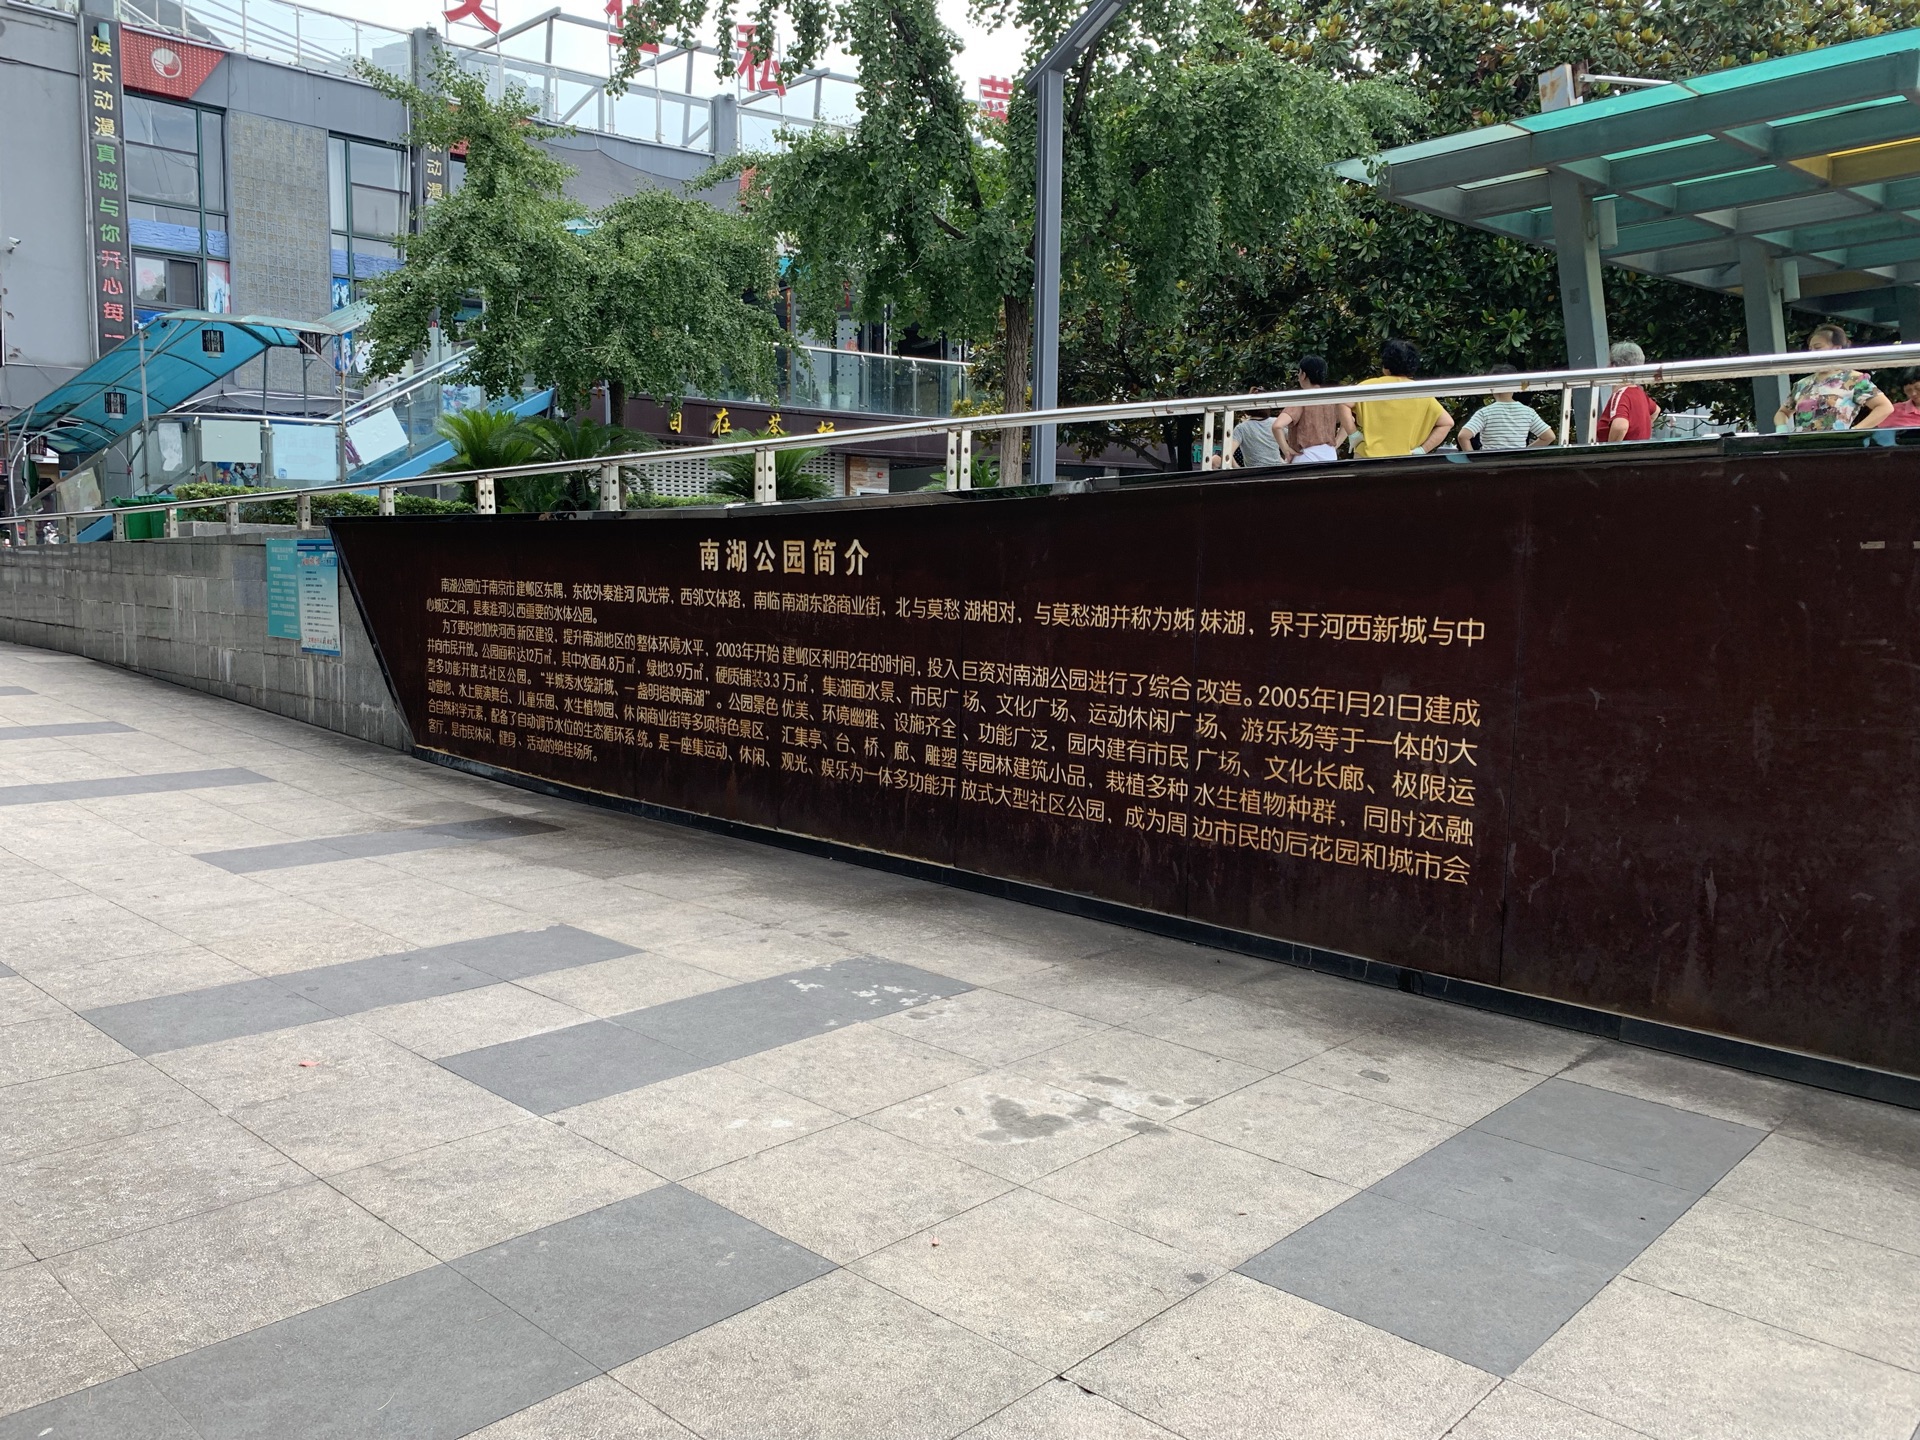 娱乐动漫真诚与你开心每一
乐动漫
私
自在茶坊
南湖公园简介
南湖公园位于南京市建邺区东隅，东依外秦淮河风光带，西邻文体路，南临南湖东路商业街，北与莫愁湖相对，与莫愁湖并称为姊妹湖，界于河西新城与中
心城区之间，是秦淮河以西重要的水体公园。
为了更好地加快河西新区建设，提升南湖地区的整体环境水平，2003年开始建邺区利用2年的时间，投入巨资对南湖公园进行了综合改造。2005年1月21日建成
并向市民开放。公园面积达12万㎡，其中水面4.8万㎡，绿地3.9万㎡，硬质铺装3.3万㎡，集湖面水景、市民广场、文化广场、运动休闲广场、游乐场等于一体的大
型多功能开放式社区公园。“半城秀水绕新城、一盏明塔映南湖”。公园景色优美、环境幽雅、设施齐全、功能广泛，园内建有市民广场、文化长廊、极限运
动营地、水上展演舞台、儿童乐园、水生植物园、休闲商业街等多项特色景区，汇集亭、台、桥、廊、雕塑等园林建筑小品，栽植多种水生植物种群，同时还融
合自然科学元素，配备了自动调节水位的生态循环系统。是一座集运动、休闲、观光、娱乐为一体多功能开放式大型社区公园，成为周边市民的后花园和城市会
客厅，是市民休闲、健身、活动的绝佳场所。